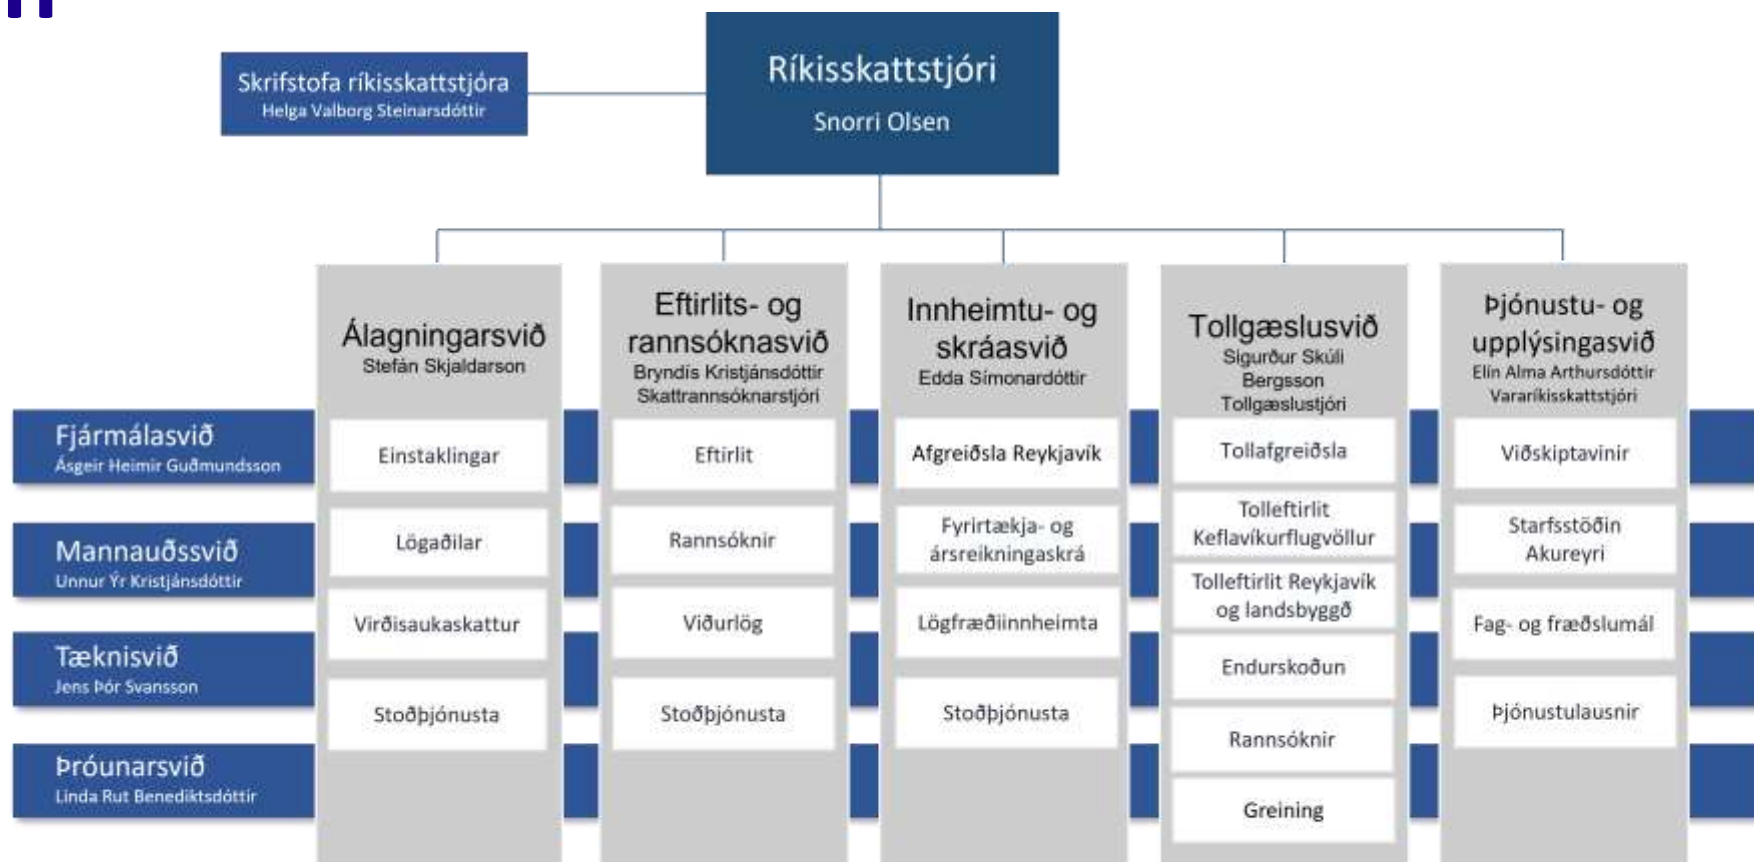 Ríkisskattstjóri
Snorri Olsen
Skrifstofa ríkisskattstjóra
Helga Valborg Steinarsdóttir
Álagningarsvið
Stefán Skjaldarson
Einstaklingar
Lögaðilar
Virðisaukaskattur
Stoðþjónusta
Eftirlits- og
rannsóknasvið
Bryndís Kristjánsdóttir
Skattrannsóknarstjóri
Eftirlit
Rannsóknir
Viðurlög
Stoðþjónusta
Innheimtu- og
skráasvið
Edda Símonardóttir
Afgreiðsla Reykjavík
Fyrirtækja- og
ársreikningaskrá
Lögfræðiinnheimta
Stoðþjónusta
Tollgæslusvið
Sigurður Skúli
Bergsson
Tollgæslustjóri
Tollafgreiðsla
Tolleftirlit
Keflavíkurflugvöllur
Tolleftirlit Reykjavík
og landsbyggð
Endurskoðun
Rannsóknir
Greining
Þjónustu- og
upplýsingasvið
Elín Alma Arthursdóttir
Vararíkisskattstjóri
Viðskiptavinir
Starfsstöðin
Akureyri
Fag- og fræðslumál
Þjónustulausnir
Fjármálasvið
Ásgeir Heimir Guðmundsson
Mannauðssvið
Unnur Ýr Kristjánsdóttir
Tæknisvið
Jens Þór Svansson
Þróunarsvið
Linda Rut Benediktsdóttir